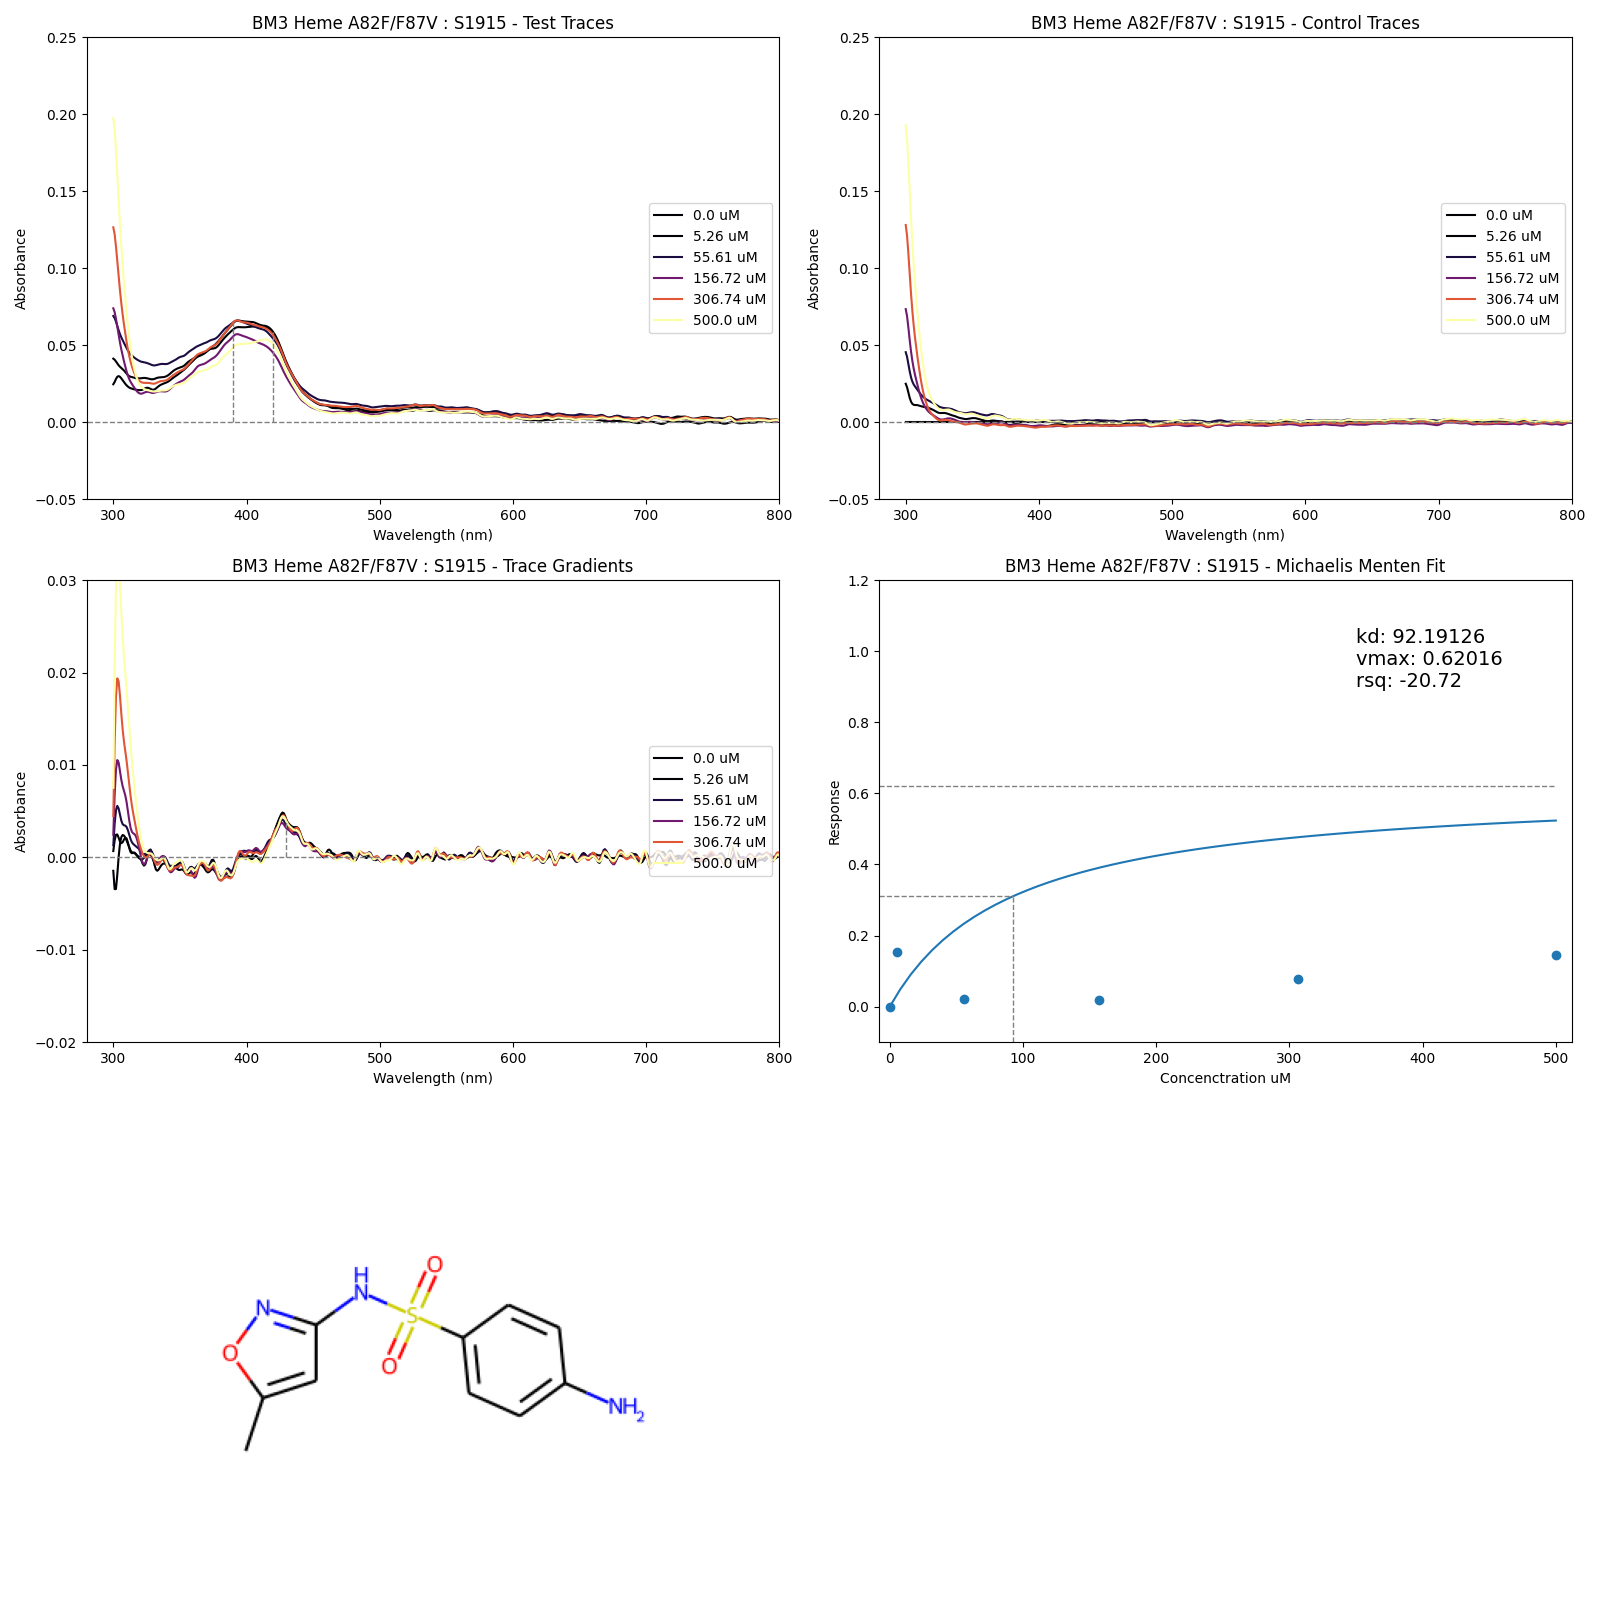 BM3 Heme A82F/F87V : S1915 - Test Traces
0.25
0.20
0.15
0.10
0.05
0.00
−0.05
Absorbance
300
400
500
600
700
800
Wavelength (nm)
0.0 uM
5.26 uM
55.61 uM
156.72 uM
306.74 uM
500.0 uM
BM3 Heme A82F/F87V : S1915 - Control Traces
0.25
0.20
0.15
0.10
0.05
0.00
−0.05
Absorbance
300
400
500
600
700
800
Wavelength (nm)
0.0 uM
5.26 uM
55.61 uM
156.72 uM
306.74 uM
500.0 uM
BM3 Heme A82F/F87V : S1915 - Trace Gradients
0.03
0.02
0.01
0.00
−0.01
−0.02
Absorbance
300
400
500
600
700
800
Wavelength (nm)
0.0 uM
5.26 uM
55.61 uM
156.72 uM
306.74 uM
500.0 uM
BM3 Heme A82F/F87V : S1915 - Michaelis Menten Fit
1.2
1.0
0.8
0.6
0.4
0.2
0.0
Response
0
100
200
300
400
500
Concenctration uM
kd: 92.19126
vmax: 0.62016
rsq: -20.72
H
N
N
O
S
O
O
NH2